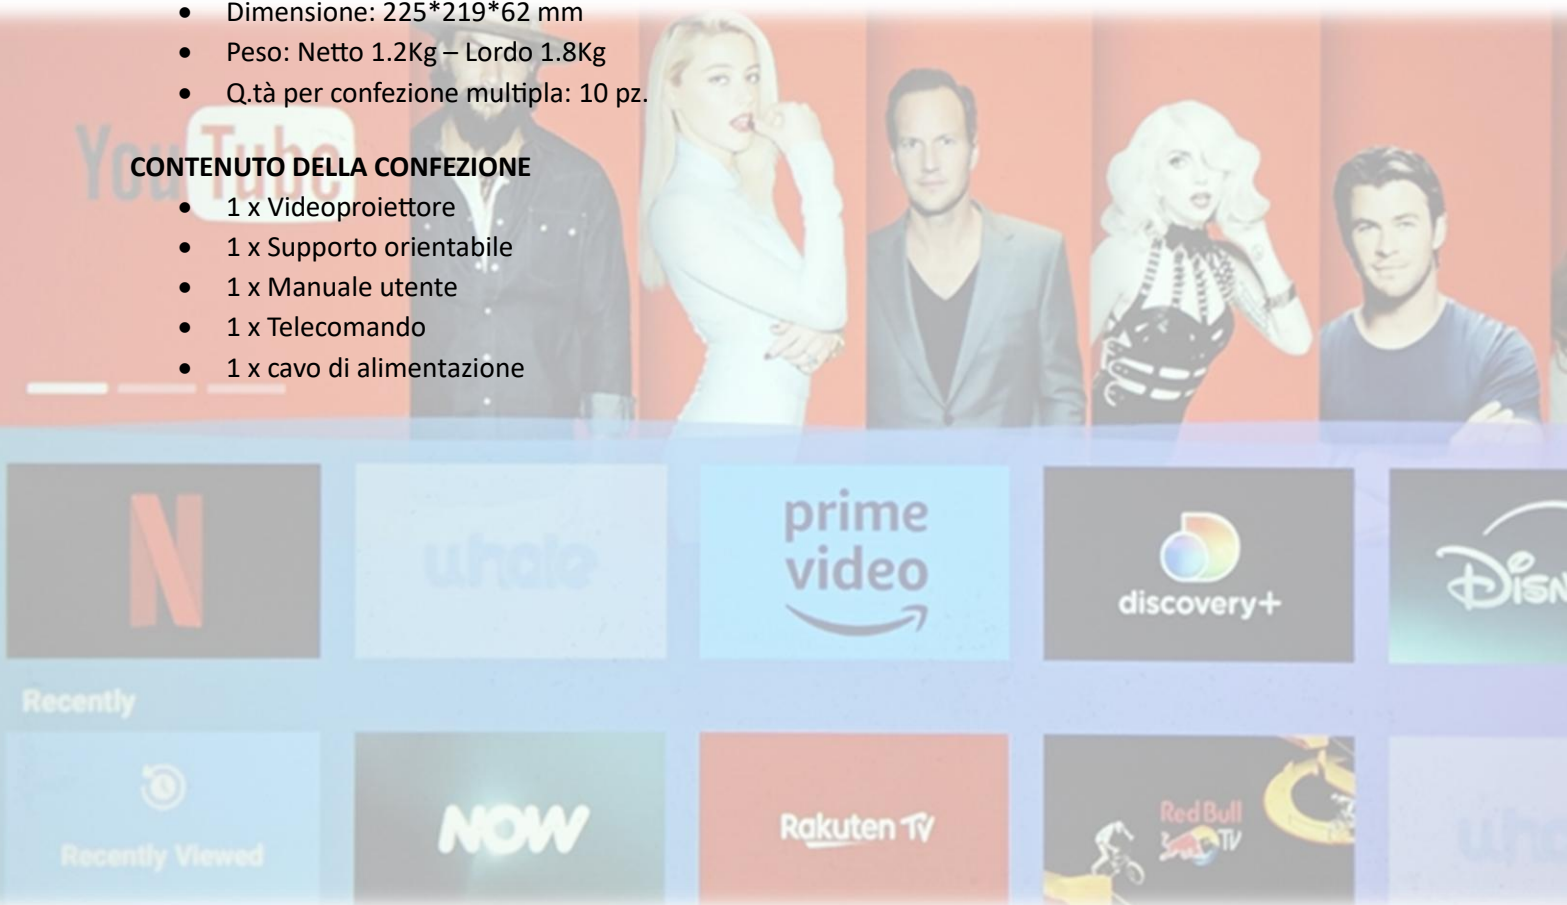 • Dimensione: 225*219*62 mm
• Peso: Netto 1.2Kg – Lordo 1.8Kg
• Q.tà per confezione multipla: 10 pz.
YouTube
CONTENUTO DELLA CONFEZIONE
• 1 x Videoproiettore
• 1 x Supporto orientabile
• 1 x Manuale utente
• 1 x Telecomando
• 1 x cavo di alimentazione
N
whale
prime
video
discovery+
Recently
Recently Viewed
NOW
Rakuten TV
Red Bull
TV